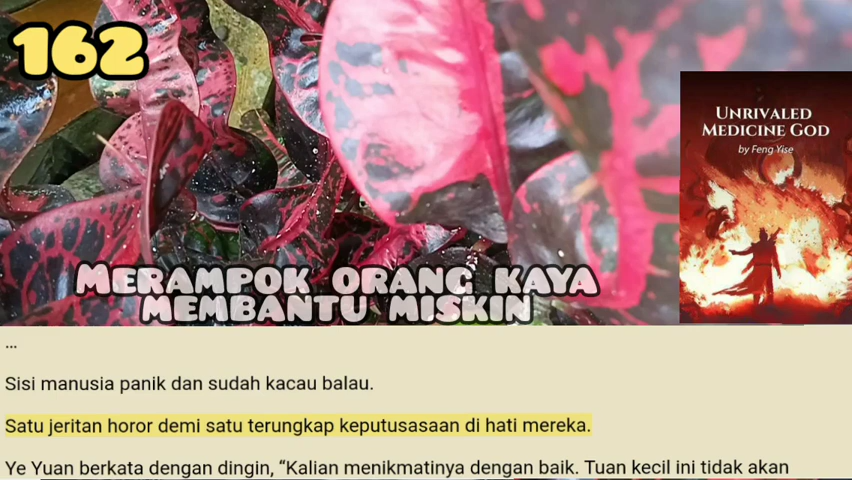 162
UNRIVALED
MEDICINE GOD
by Feng Yise
MERAMPOK ORANG KAYA
MEMBANTU MISKIN
...
Sisi manusia panik dan sudah kacau balau.
Satu jeritan horor demi satu terungkap keputusasaan di hati mereka.
Ye Yuan berkata dengan dingin, “Kalian menikmatinya dengan baik. Tuan kecil ini tidak akan